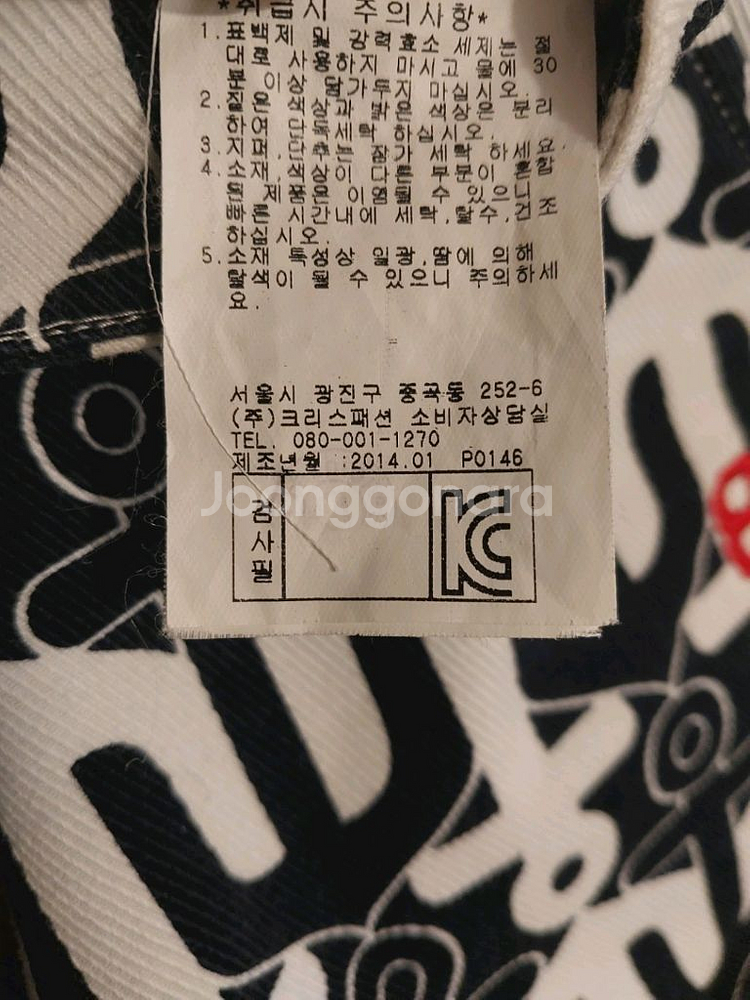 *취급시 주의사항*
1.표백제 및 강력효소 세제는 절
대로 사용하지 마시고 물에 30
분 이상 담가두지 마십시오.
2.짙은 색상과 밝은 색상은 분리
하여 단독세탁 하십시오.
3.지퍼,단추는 잠가 세탁 하세요.
4.소재,색상이 다른 부분이 혼합
된 제품은 이염될 수 있으니
빠른 시간내에 세탁,탈수,건조
하십시오.
5.소재 특성상 일광,땀에 의해
탈색이 될 수 있으니 주의하세
요.
서울시 광진구 중곡동 252-6
(주)크리스패션 소비자상담실
TEL. 080-001-1270
제조년월 :2014.01 P0146
Joonggonara
검사필
KC